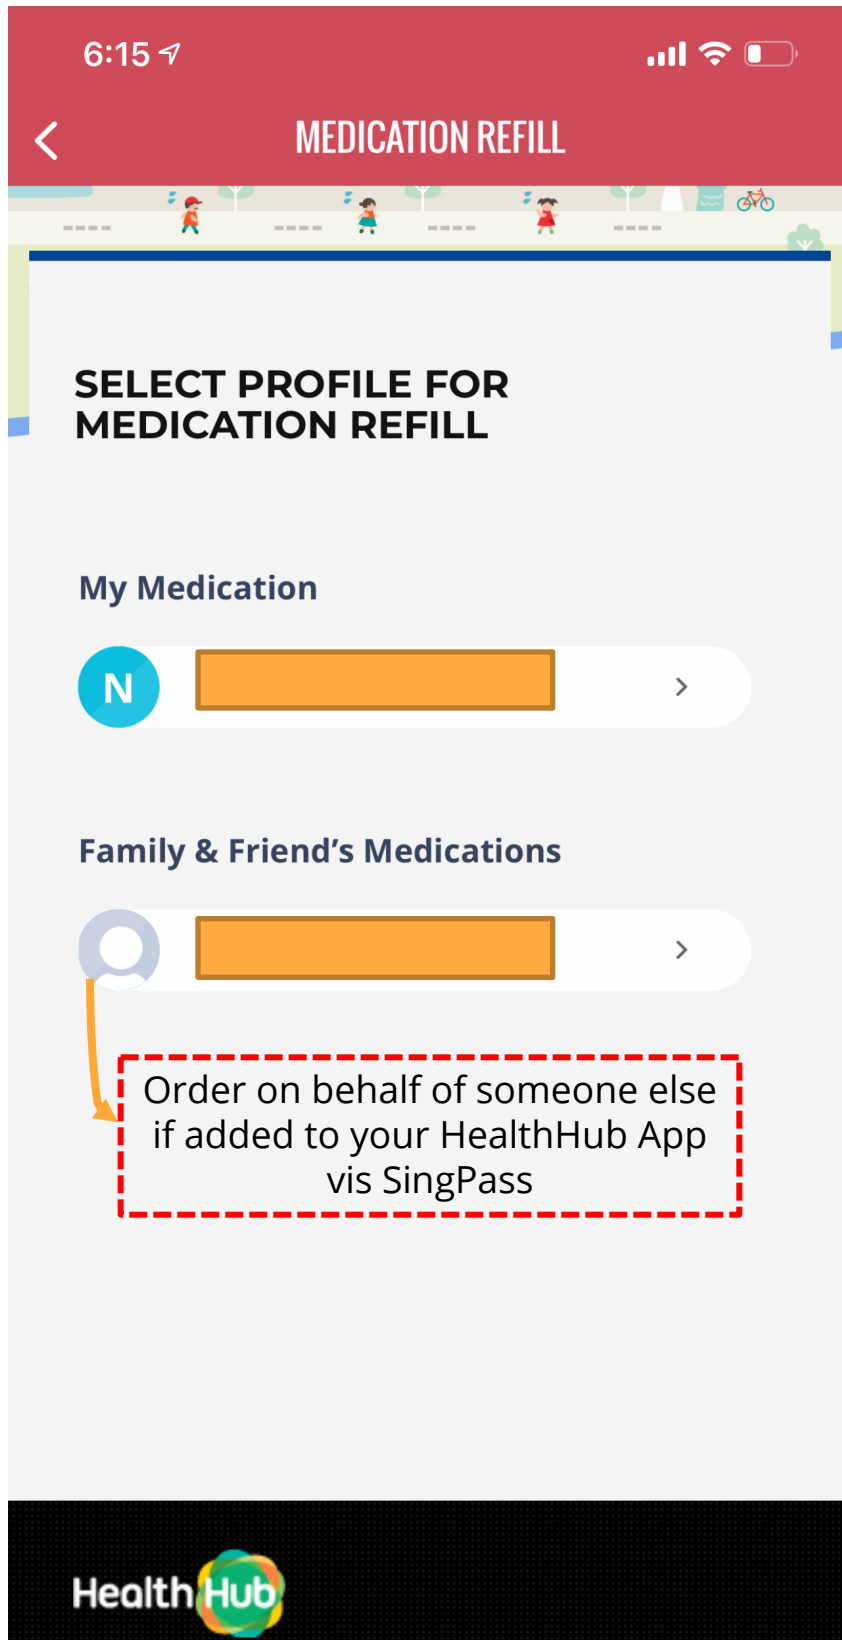 6:15
MEDICATION REFILL
SELECT PROFILE FOR
MEDICATION REFILL
My Medication
N
Family & Friend's Medications
Order on behalf of someone else
if added to your HealthHub App
vis SingPass
HealthHub